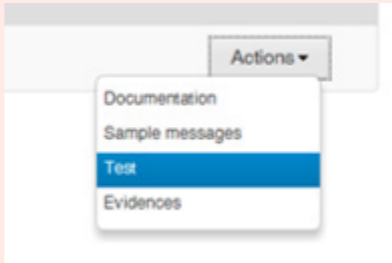 Actions
Documentation
Sample messages
Test
Evidences